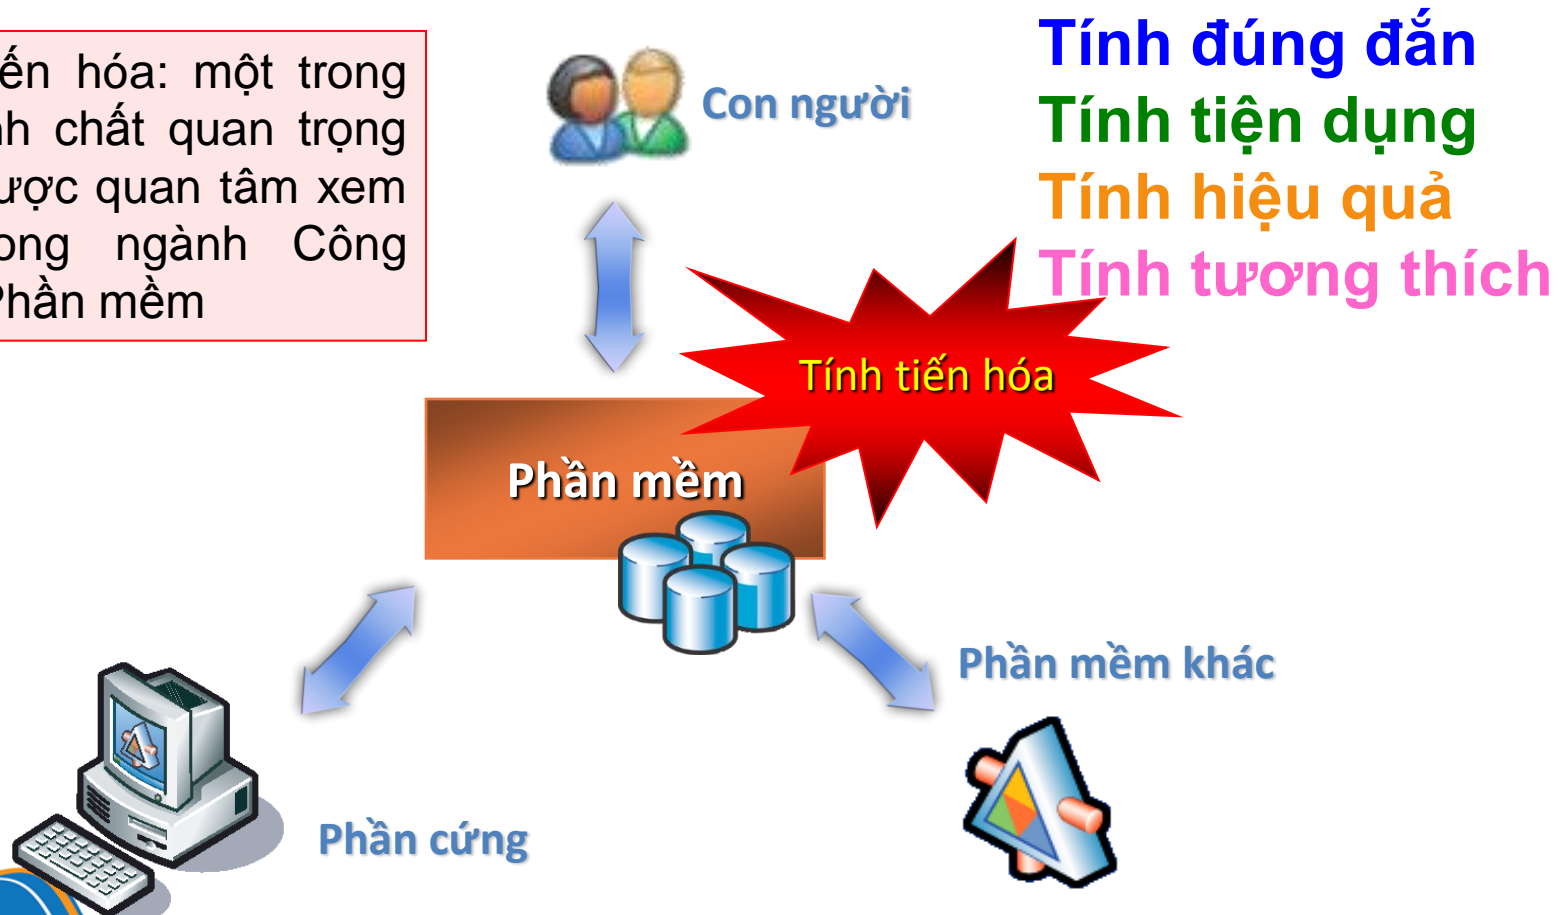 ến hóa: một trong
nh chất quan trọng
ược quan tâm xem
ong ngành Công
Phần mềm
Con người
Tính đúng đắn
Tính tiện dụng
Tính hiệu quả
Tính tương thích
Tính tiến hóa
Phần mềm
Phần mềm khác
Phần cứng